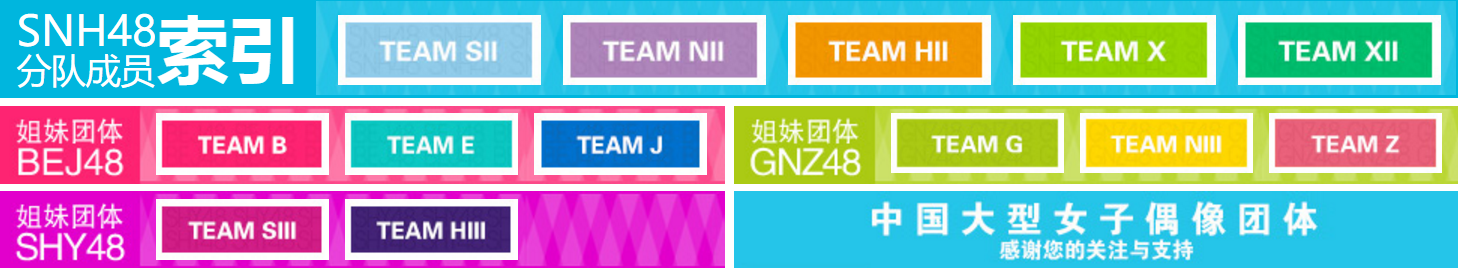 SNH48
分队成员
索引
TEAM SII
TEAM NII
TEAM HII
TEAM X
TEAM XII
姐妹团体
BEJ48
TEAM B
TEAM E
TEAM J
姐妹团体
GNZ48
TEAM G
TEAM NIII
TEAM Z
姐妹团体
SHY48
TEAM SIII
TEAM HIII
中国大型女子偶像团体
感谢您的关注与支持